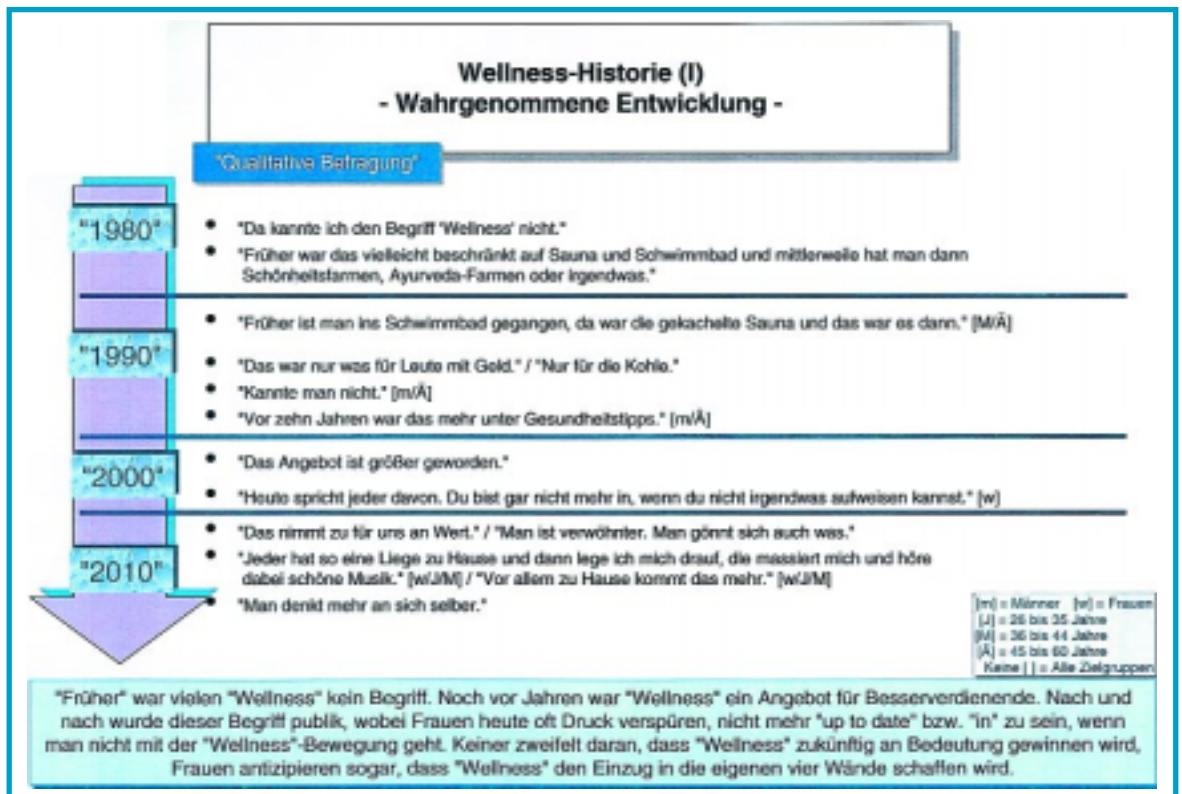 Wellness-Historie (I)
- Wahrgenommene Entwicklung -
"Qualitative Befragung"
"1980"
• "Da kannte ich den Begriff 'Wellness' nicht."
• "Früher war das vielleicht beschränkt auf Sauna und Schwimmbad und mittlerweile hat man dann
Schönheitsfarmen, Ayurveda-Farmen oder irgendwas."
• "Früher ist man ins Schwimmbad gegangen, da war die gekachelte Sauna und das war es dann." [M/Ä]
"1990"
• "Das war nur was für Leute mit Geld." / "Nur für die Kohle."
• "Kannte man nicht." [m/Ä]
• "Vor zehn Jahren war das mehr unter Gesundheitstipps." [m/Ä]
"2000"
• "Das Angebot ist größer geworden."
• "Heute spricht jeder davon. Du bist gar nicht mehr in, wenn du nicht irgendwas aufweisen kannst." [w]
• "Das nimmt zu für uns an Wert." / "Man ist verwöhnter. Man gönnt sich auch was."
"2010"
• "Jeder hat so eine Liege zu Hause und dann lege ich mich drauf, die massiert mich und höre
dabei schöne Musik." [w/J/M] / "Vor allem zu Hause kommt das mehr." [w/J/M]
• "Man denkt mehr an sich selber."
[m] = Männer [w] = Frauen
[J] = 26 bis 35 Jahre
[M] = 36 bis 44 Jahre
[Ä] = 45 bis 60 Jahre
Keine [ ] = Alle Zielgruppen
"Früher" war vielen "Wellness" kein Begriff. Noch vor Jahren war "Wellness" ein Angebot für Besserverdienende. Nach und
nach wurde dieser Begriff publik, wobei Frauen heute oft Druck verspüren, nicht mehr "up to date" bzw. "in" zu sein, wenn
man nicht mit der "Wellness"-Bewegung geht. Keiner zweifelt daran, dass "Wellness" zukünftig an Bedeutung gewinnen wird,
Frauen antizipieren sogar, dass "Wellness" den Einzug in die eigenen vier Wände schaffen wird.